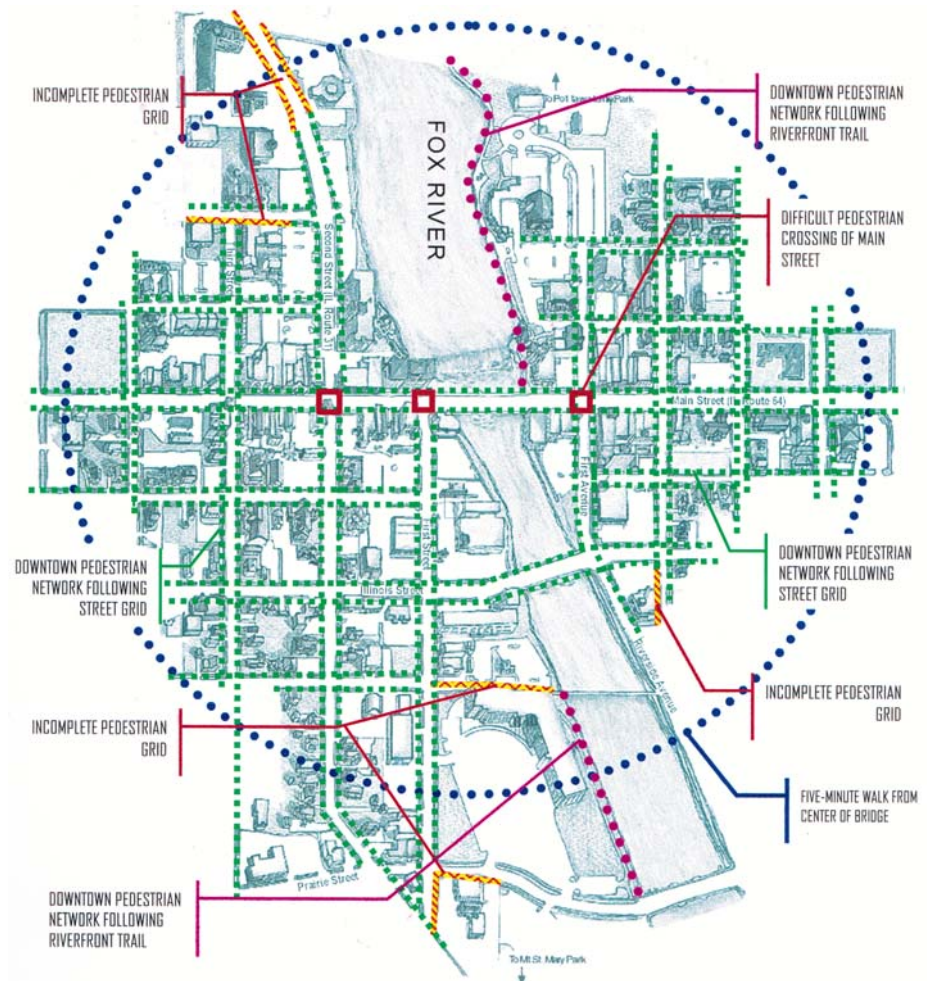 INCOMPLETE PEDESTRIAN
GRID
To Pottawatomie Park
DOWNTOWN PEDESTRIAN
NETWORK FOLLOWING
RIVERFRONT TRAIL
FOX RIVER
DIFFICULT PEDESTRIAN
CROSSING OF MAIN
STREET
Third Street
Second Street (IL Route 31)
Main Street (IL Route 64)
First Avenue
First Street
DOWNTOWN PEDESTRIAN
NETWORK FOLLOWING
STREET GRID
DOWNTOWN PEDESTRIAN
NETWORK FOLLOWING
STREET GRID
Illinois Street
Riverside Avenue
INCOMPLETE PEDESTRIAN
GRID
INCOMPLETE PEDESTRIAN
GRID
FIVE-MINUTE WALK FROM
CENTER OF BRIDGE
Prairie Street
DOWNTOWN PEDESTRIAN
NETWORK FOLLOWING
RIVERFRONT TRAIL
To Mt. St. Mary Park